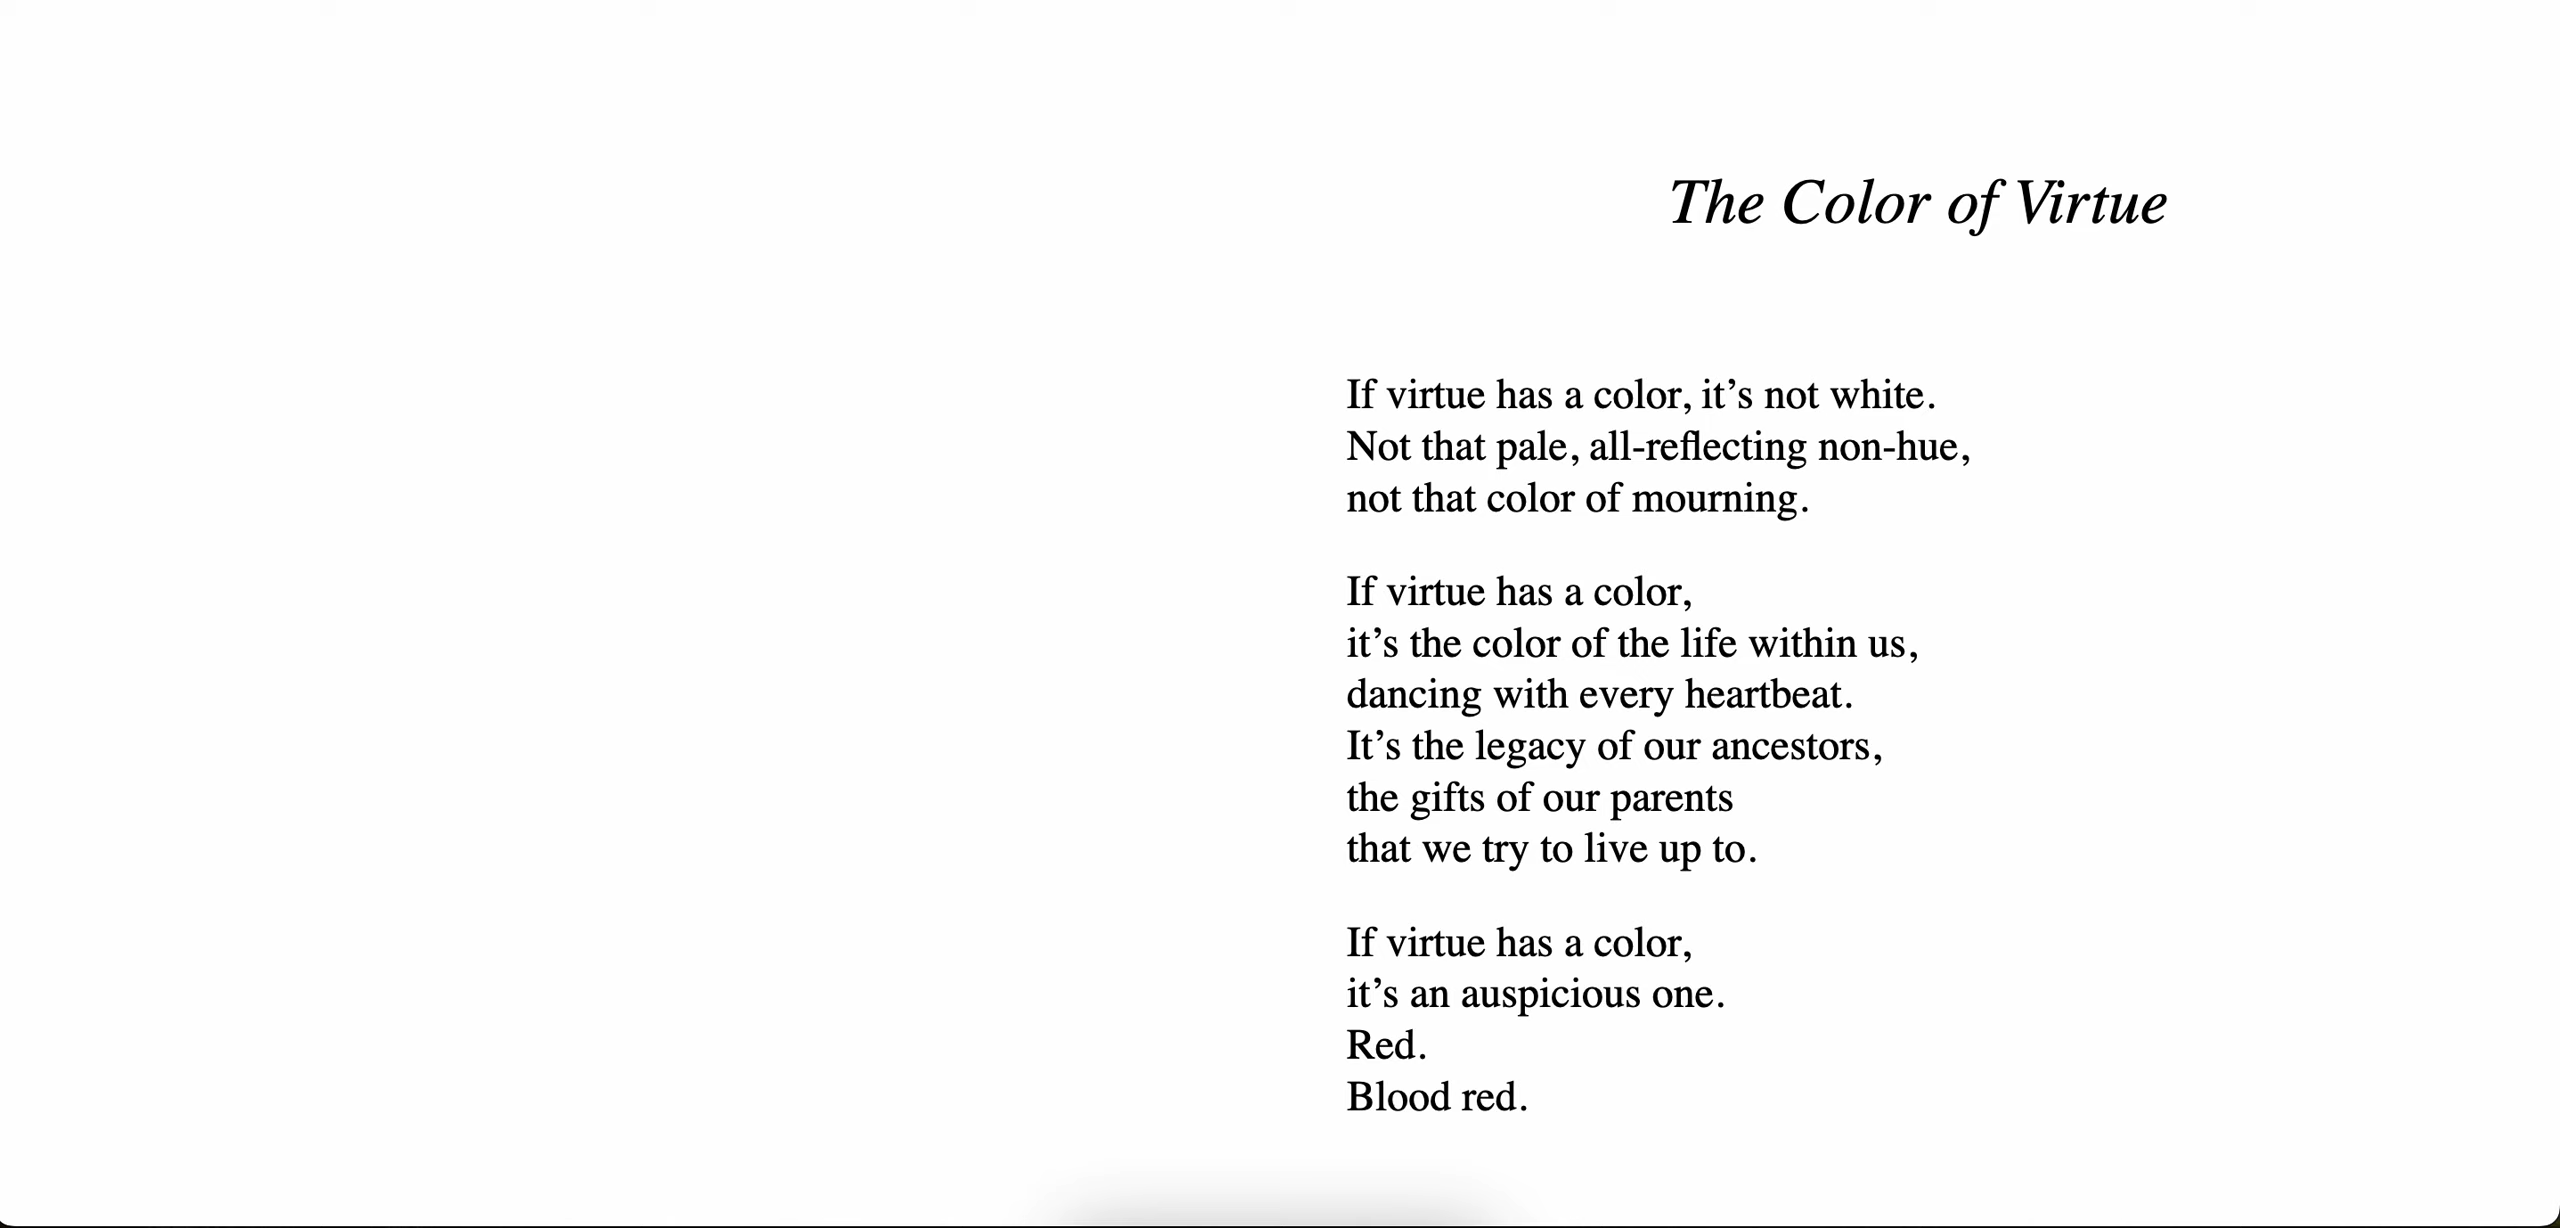 The Color of Virtue
If virtue has a color, it’s not white.
Not that pale, all-reflecting non-hue,
not that color of mourning.
If virtue has a color,
it’s the color of the life within us,
dancing with every heartbeat.
It’s the legacy of our ancestors,
the gifts of our parents
that we try to live up to.
If virtue has a color,
it’s an auspicious one.
Red.
Blood red.